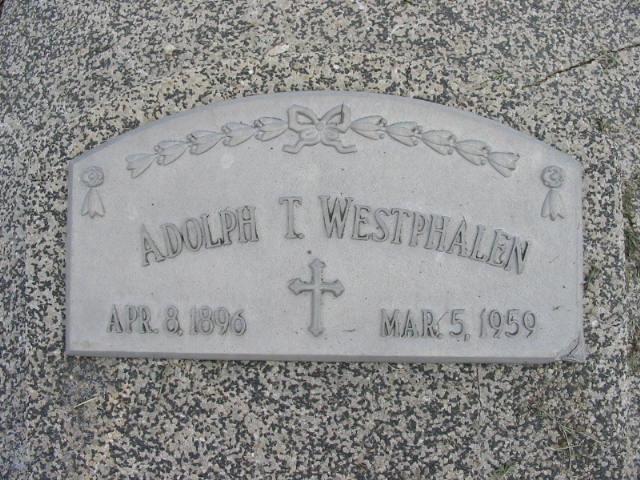 ADOLPH T. WESTPHALEN
APR. 8, 1896 MAR. 5, 1959